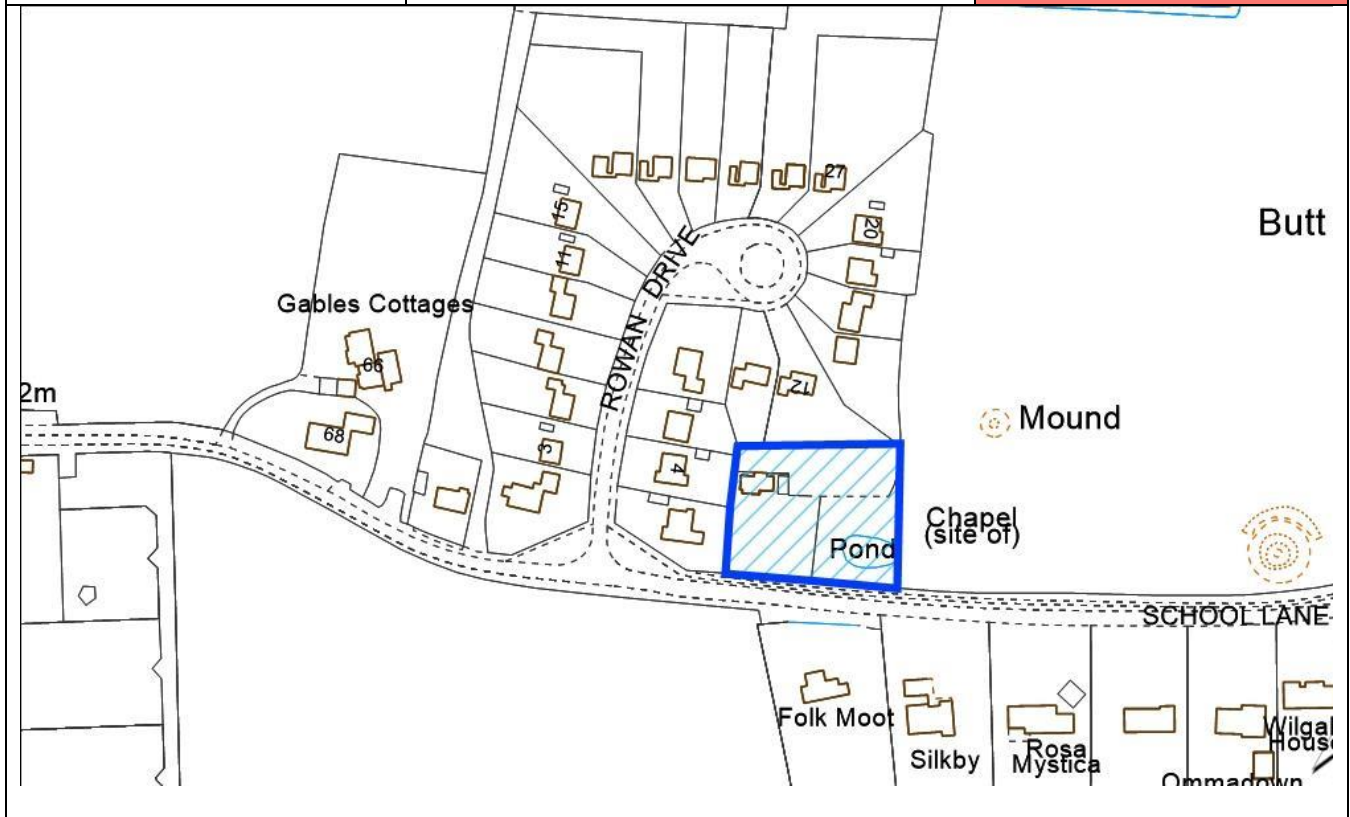 27
15
20
Butt
11
ROWAN DRIVE
Gables Cottages
66
12
2m
Mound
68
3
4
Chapel
(site of)
Pond
SCHOOL LANE
Folk Moot
Silkby
Rosa
Mystica
House
Ommadown